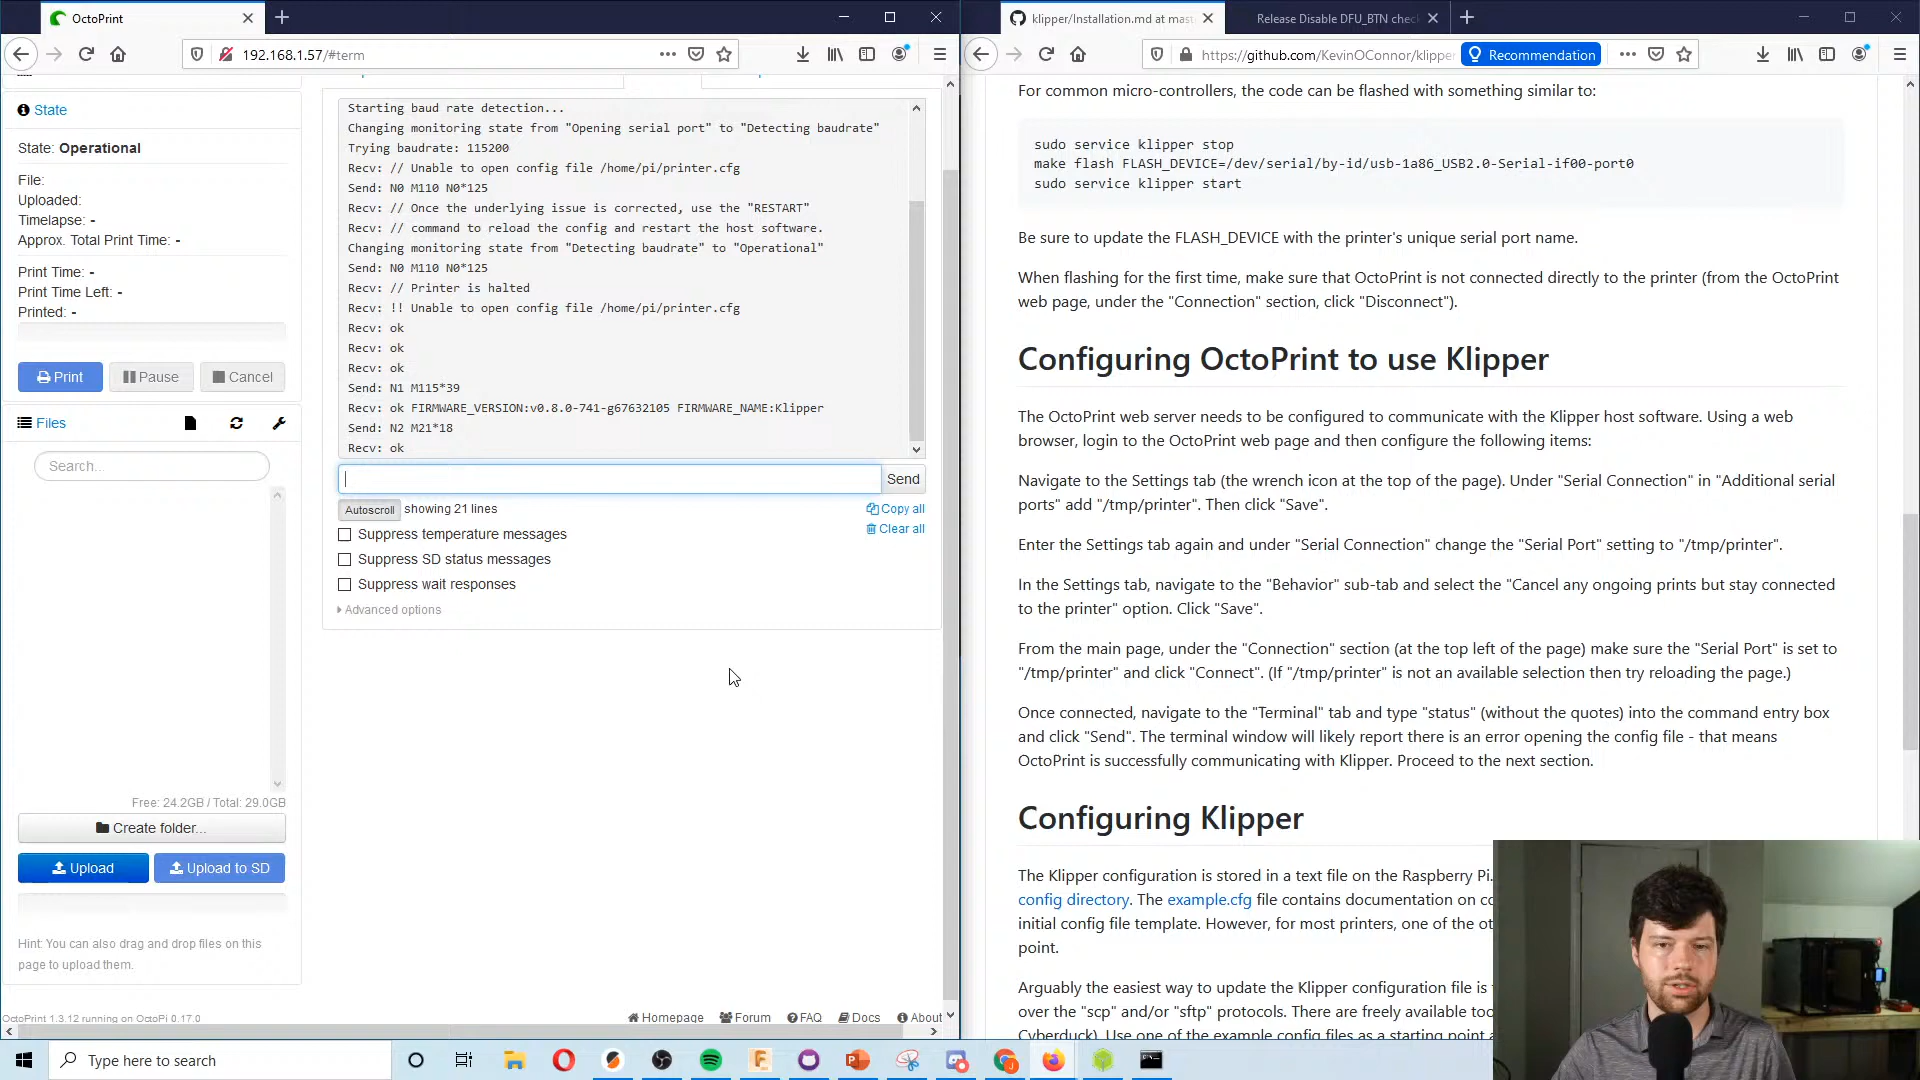 OctoPrint
192.168.1.57/#term
State
State: Operational
File:
Uploaded:
Timelapse: -
Approx. Total Print Time: -
Print Time: -
Print Time Left: -
Printed: -
Print
Pause
Cancel
Files
Search...
Free: 24.2GB / Total: 29.0GB
Create folder...
Upload
Upload to SD
Hint: You can also drag and drop files on this
page to upload them.
OctoPrint 1.3.12 running on OctoPi 0.17.0
Starting baud rate detection...
Changing monitoring state from "Opening serial port" to "Detecting baudrate"
Trying baudrate: 115200
Recv: // Unable to open config file /home/pi/printer.cfg
Send: N0 M110 N0*125
Recv: // Once the underlying issue is corrected, use the "RESTART"
Recv: // command to reload the config and restart the host software.
Changing monitoring state from "Detecting baudrate" to "Operational"
Send: N0 M110 N0*125
Recv: // Printer is halted
Recv: !! Unable to open config file /home/pi/printer.cfg
Recv: ok
Recv: ok
Recv: ok
Send: N1 M115*39
Recv: ok FIRMWARE_VERSION:v0.8.0-741-g67632105 FIRMWARE_NAME:Klipper
Send: N2 M21*18
Recv: ok
Send
Autoscroll showing 21 lines
Copy all
Clear all
Suppress temperature messages
Suppress SD status messages
Suppress wait responses
Advanced options
Homepage Forum FAQ Docs About
klipper/Installation.md at mast
Release Disable DFU_BTN chec
https://github.com/KevinOConnor/klipper
Recommendation
For common micro-controllers, the code can be flashed with something similar to:
sudo service klipper stop
make flash FLASH_DEVICE=/dev/serial/by-id/usb-1a86_USB2.0-Serial-if00-port0
sudo service klipper start
Be sure to update the FLASH_DEVICE with the printer's unique serial port name.
When flashing for the first time, make sure that OctoPrint is not connected directly to the printer (from the OctoPrint
web page, under the "Connection" section, click "Disconnect").
Configuring OctoPrint to use Klipper
The OctoPrint web server needs to be configured to communicate with the Klipper host software. Using a web
browser, login to the OctoPrint web page and then configure the following items:
Navigate to the Settings tab (the wrench icon at the top of the page). Under "Serial Connection" in "Additional serial
ports" add "/tmp/printer". Then click "Save".
Enter the Settings tab again and under "Serial Connection" change the "Serial Port" setting to "/tmp/printer".
In the Settings tab, navigate to the "Behavior" sub-tab and select the "Cancel any ongoing prints but stay connected
to the printer" option. Click "Save".
From the main page, under the "Connection" section (at the top left of the page) make sure the "Serial Port" is set to
"/tmp/printer" and click "Connect". (If "/tmp/printer" is not an available selection then try reloading the page.)
Once connected, navigate to the "Terminal" tab and type "status" (without the quotes) into the command entry box
and click "Send". The terminal window will likely report there is an error opening the config file - that means
OctoPrint is successfully communicating with Klipper. Proceed to the next section.
Configuring Klipper
The Klipper configuration is stored in a text file on the Raspberry Pi.
config directory. The example.cfg file contains documentation on co
initial config file template. However, for most printers, one of the ot
point.
Arguably the easiest way to update the Klipper configuration file is
over the "scp" and/or "sftp" protocols. There are freely available too
Cyberduck). Use one of the example config files as a starting point a
Type here to search